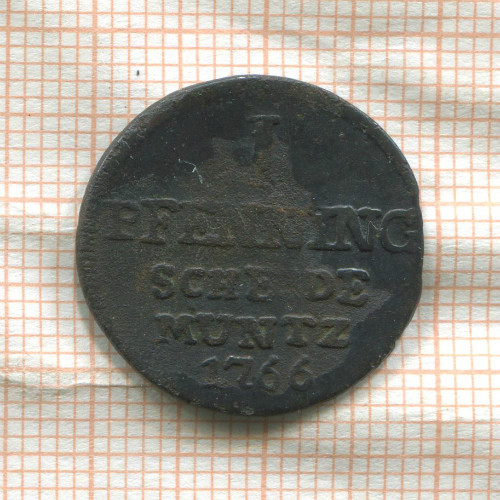 I
PFENNING
SCHEIDE
MUNTZ
1766